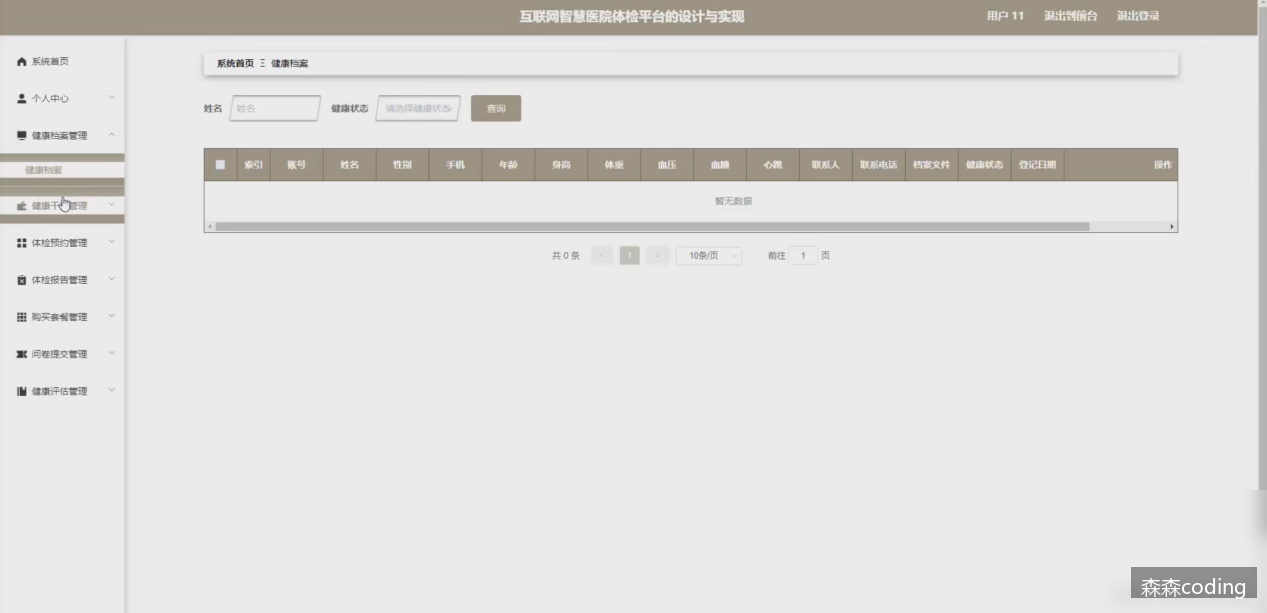 互联网智慧医院体检平台的设计与实现
用户 11 退出到前台 退出登录
系统首页
个人中心
健康档案管理
健康档案
健康干预管理
体检预约管理
体检报告管理
购买套餐管理
问卷提交管理
健康评估管理
系统首页 Ξ 健康档案
姓名 姓名 健康状态 请选择健康状态 查询
索引 账号 姓名 性别 手机 年龄 身高 体重 血压 血糖 心跳 联系人 联系电话 档案文件 健康状态 登记日期 操作
暂无数据
共 0 条 < 1 > 10条/页 前往 1 页
森森coding